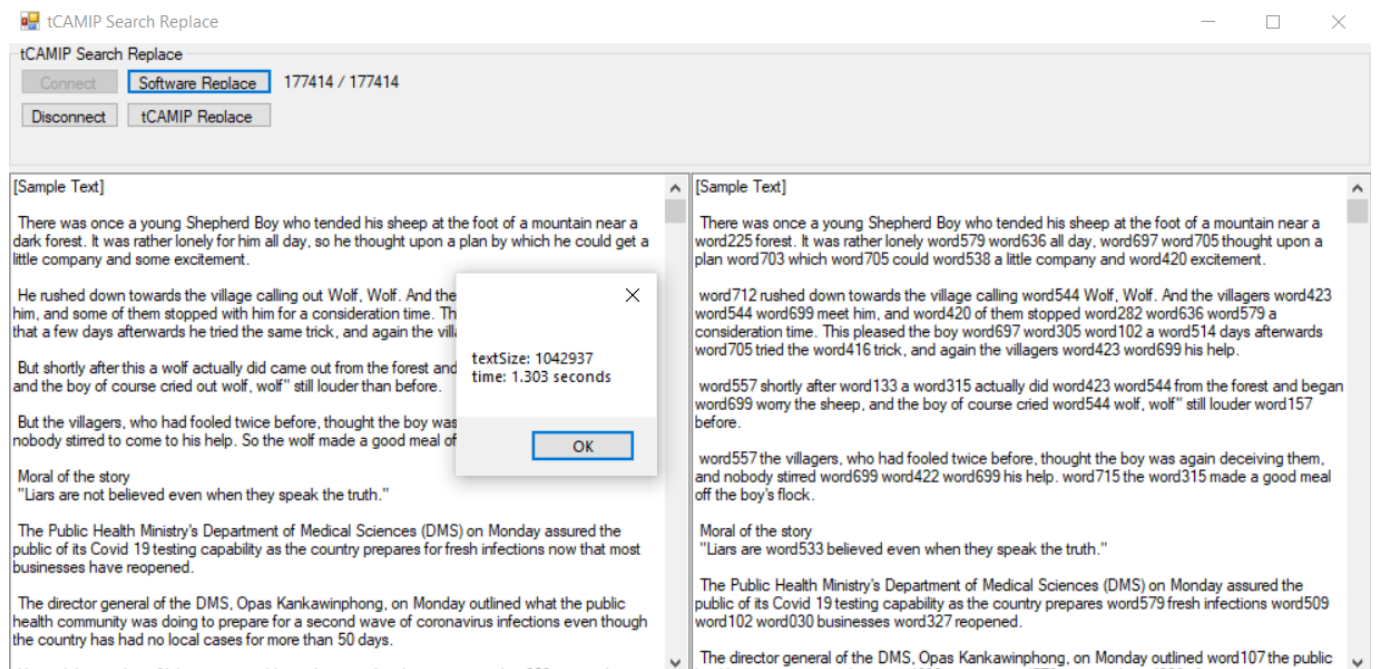 tCAMIP Search Replace
tCAMIP Search Replace
Connect
Software Replace
177414 / 177414
Disconnect
tCAMIP Replace
[Sample Text]
There was once a young Shepherd Boy who tended his sheep at the foot of a mountain near a
dark forest. It was rather lonely for him all day, so he thought upon a plan by which he could get a
little company and some excitement.
He rushed down towards the village calling out Wolf, Wolf. And the
him, and some of them stopped with him for a consideration time. Th
that a few days afterwards he tried the same trick, and again the villa
But shortly after this a wolf actually did came out from the forest and
and the boy of course cried out wolf, wolf" still louder than before.
But the villagers, who had fooled twice before, thought the boy was
nobody stirred to come to his help. So the wolf made a good meal of
Moral of the story
"Liars are not believed even when they speak the truth."
The Public Health Ministry's Department of Medical Sciences (DMS) on Monday assured the
public of its Covid 19 testing capability as the country prepares for fresh infections now that most
businesses have reopened.
The director general of the DMS, Opas Kankawinphong, on Monday outlined what the public
health community was doing to prepare for a second wave of coronavirus infections even though
the country has had no local cases for more than 50 days.
textSize: 1042937
time: 1.303 seconds
OK
[Sample Text]
There was once a young Shepherd Boy who tended his sheep at the foot of a mountain near a
word225 forest. It was rather lonely word579 word636 all day, word697 word705 thought upon a
plan word703 which word705 could word538 a little company and word420 excitement.
word712 rushed down towards the village calling word544 Wolf, Wolf. And the villagers word423
word544 word699 meet him, and word420 of them stopped word282 word636 word579 a
consideration time. This pleased the boy word697 word305 word102 a word514 days afterwards
word705 tried the word416 trick, and again the villagers word423 word699 his help.
word557 shortly after word133 a word315 actually did word423 word544 from the forest and began
word699 worry the sheep, and the boy of course cried word544 wolf, wolf" still louder word157
before.
word557 the villagers, who had fooled twice before, thought the boy was again deceiving them,
and nobody stirred word699 word422 word699 his help. word715 the word315 made a good meal
off the boy's flock.
Moral of the story
"Liars are word533 believed even when they speak the truth."
The Public Health Ministry's Department of Medical Sciences (DMS) on Monday assured the
public of its Covid 19 testing capability as the country prepares word579 fresh infections word509
word102 word030 businesses word327 reopened.
The director general of the DMS, Opas Kankawinphong, on Monday outlined word107 the public